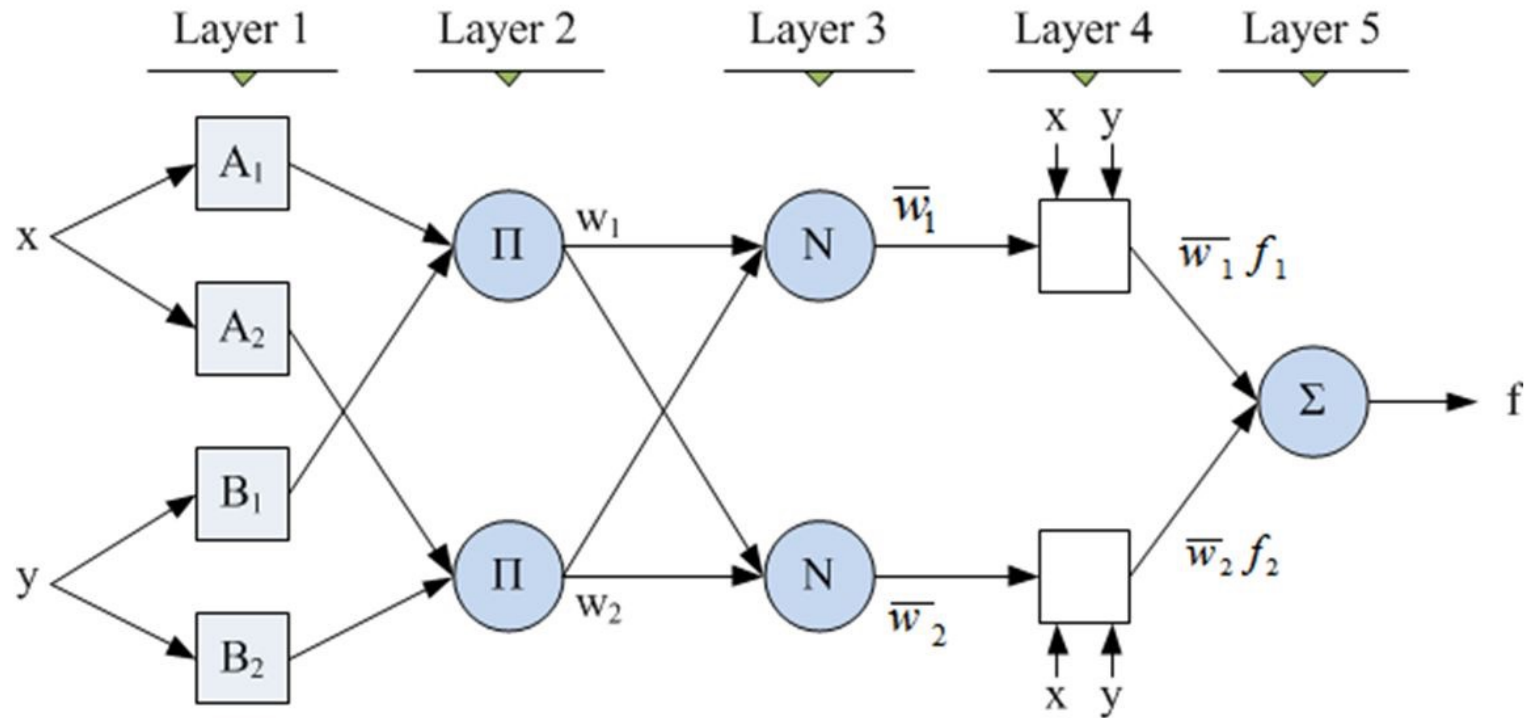 Layer 1 Layer 2 Layer 3 Layer 4 Layer 5
x y
A₁
Π w₁ N w̅₁
w̅₁ f₁
x
A₂
Σ f
B₁
w̅₂ f₂
y
Π w₂ N w̅₂
B₂
x y